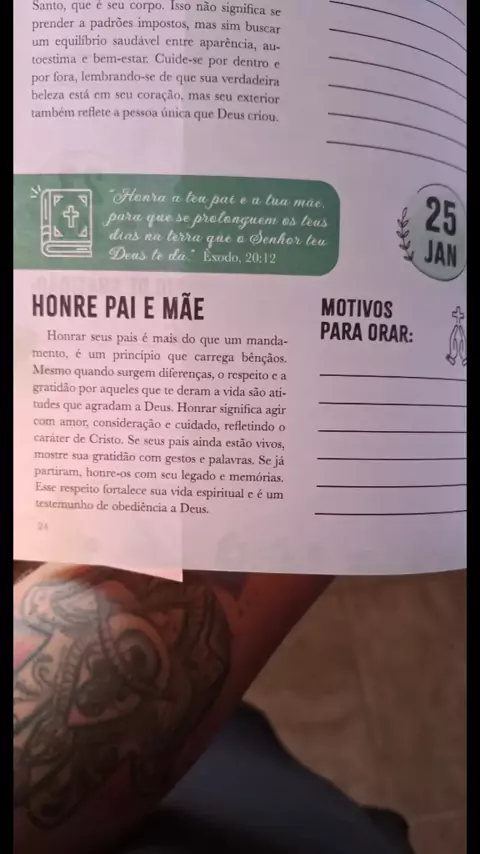 Santo, que é seu corpo. Isso não significa se
prender a padrões impostos, mas sim buscar
um equilíbrio saudável entre aparência, au-
toestima e bem-estar. Cuide-se por dentro e
por fora, lembrando-se de que sua verdadeira
beleza está em seu coração, mas seu exterior
também reflete a pessoa única que Deus criou.
"Honra a teu pai e a tua mãe,
para que se prolonguem os teus
dias na terra que o Senhor teu
Deus te dá." Êxodo, 20:12
25
JAN
HONRE PAI E MÃE
Honrar seus pais é mais do que um manda-
mento, é um princípio que carrega bênçãos.
Mesmo quando surgem diferenças, o respeito e a
gratidão por aqueles que te deram a vida são ati-
tudes que agradam a Deus. Honrar significa agir
com amor, consideração e cuidado, refletindo o
caráter de Cristo. Se seus pais ainda estão vivos,
mostre sua gratidão com gestos e palavras. Se já
partiram, honre-os com seu legado e memórias.
Esse respeito fortalece sua vida espiritual e é um
testemunho de obediência a Deus.
MOTIVOS
PARA ORAR:
24